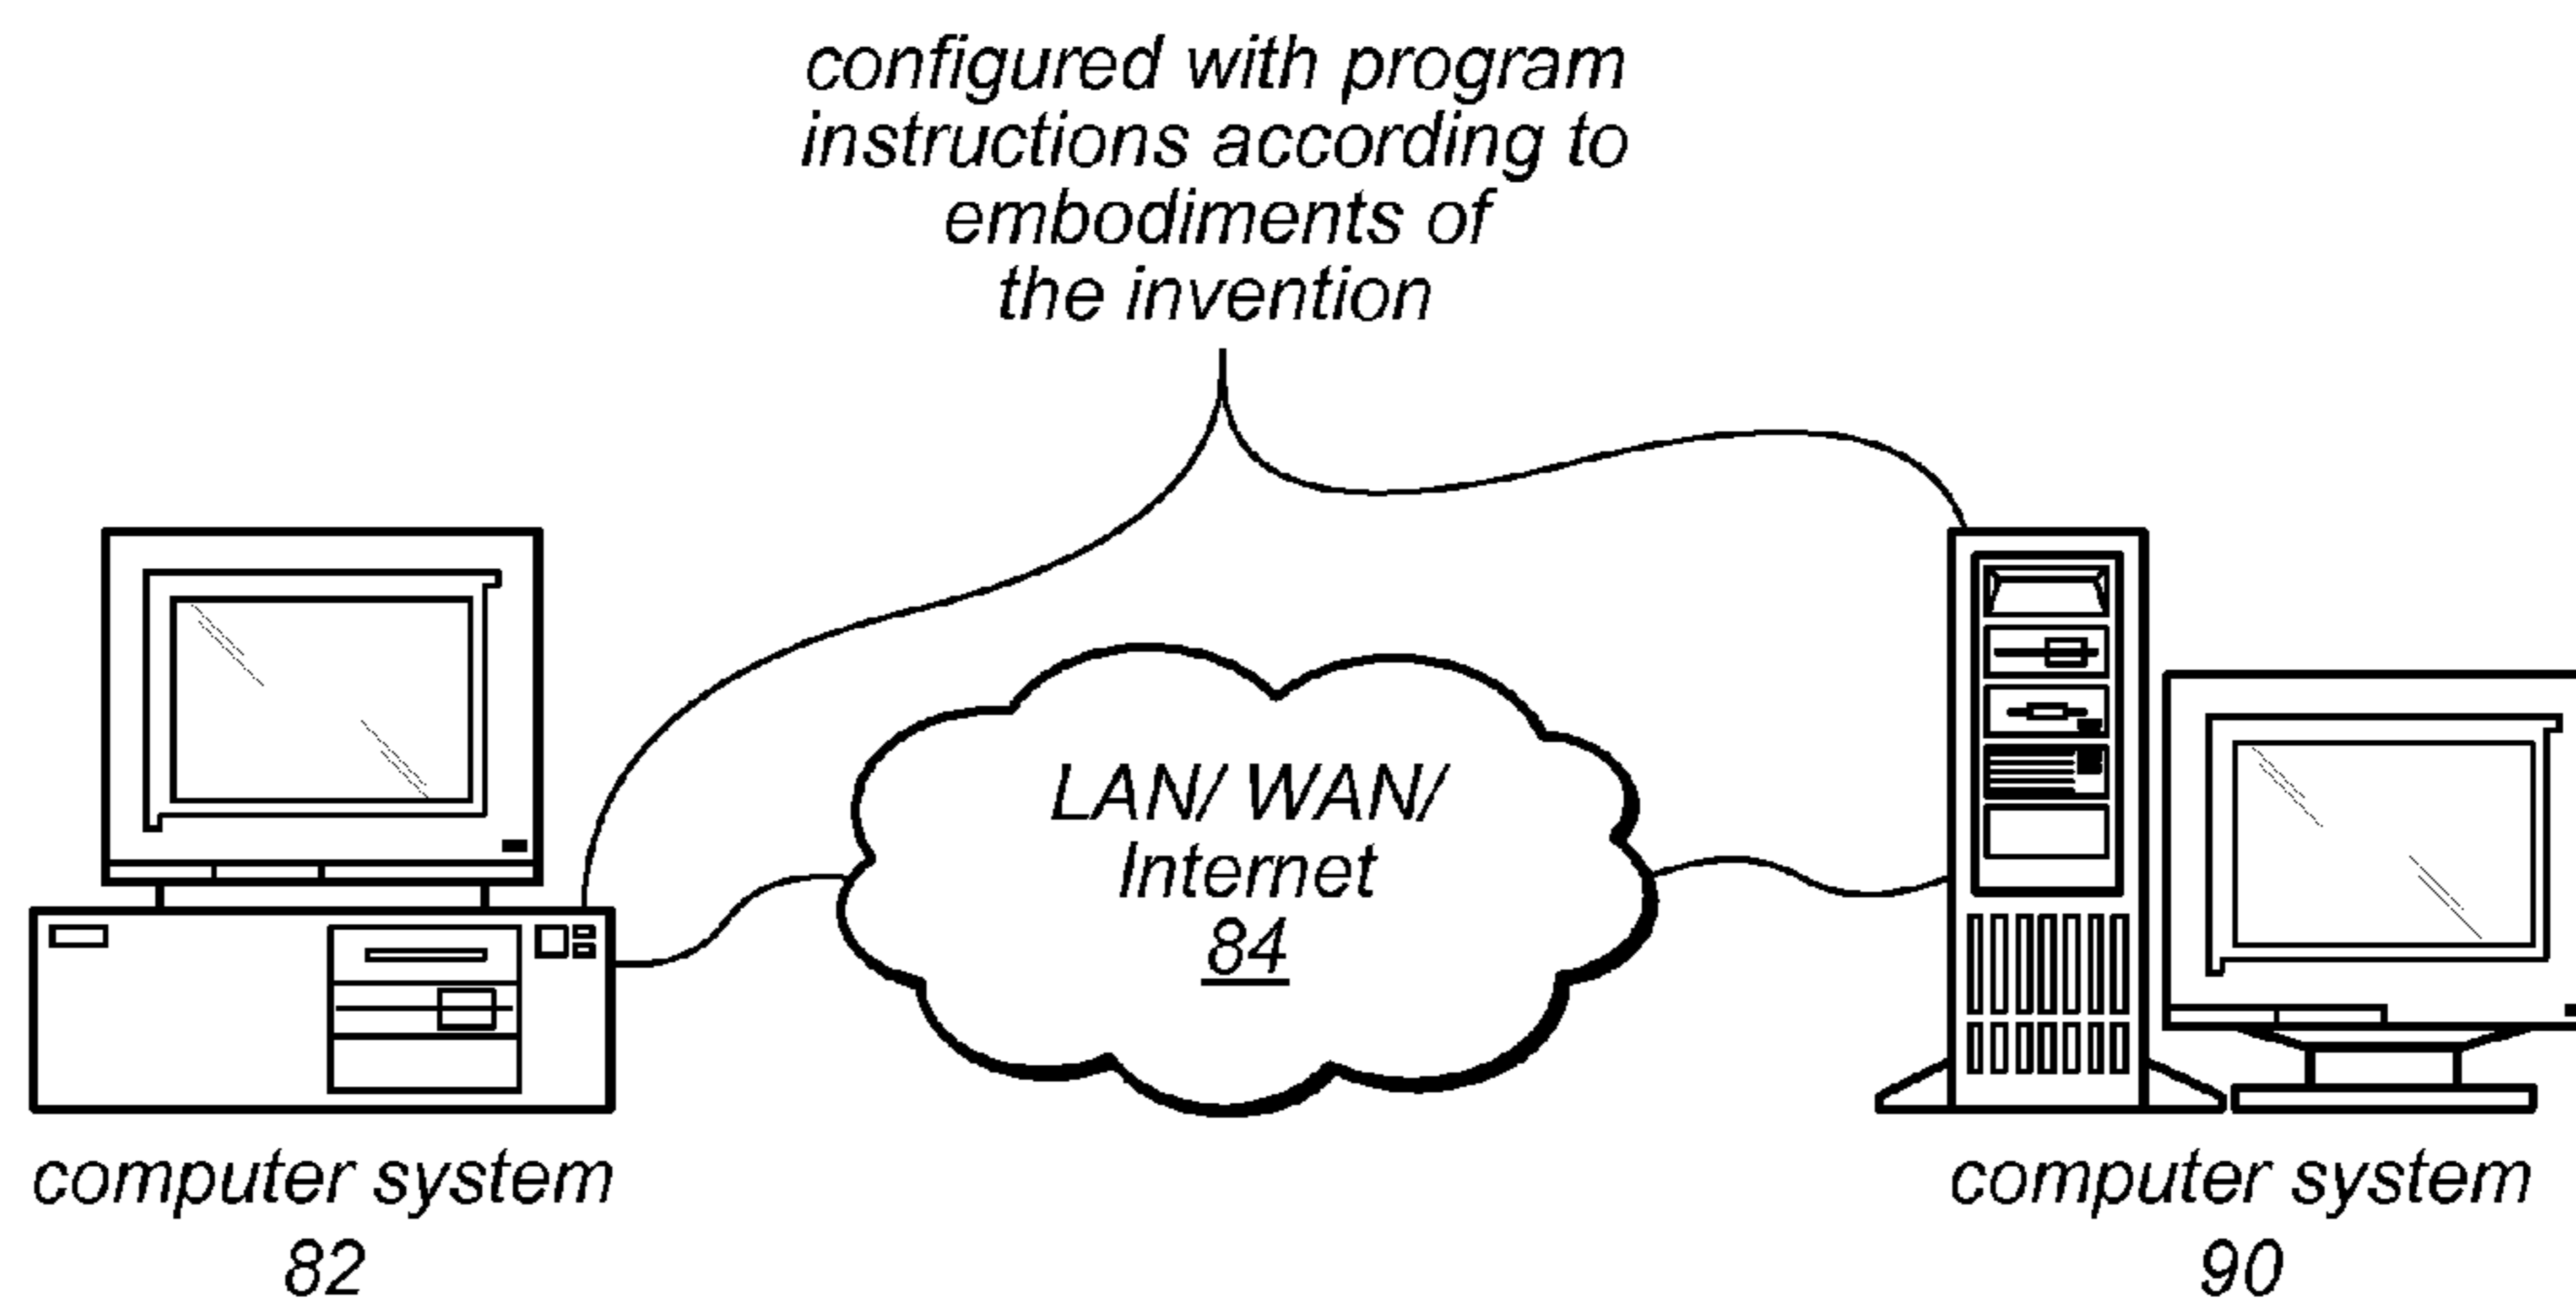 configured with program
instructions according to
embodiments of
the invention
LAN/ WAN/
Internet
84
computer system
82
computer system
90